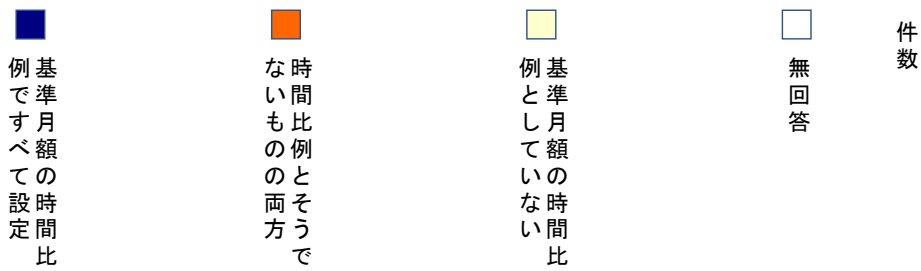 基準月額の時間比
例ですべて設定
時間比例とそうで
ないものの両方
基準月額の時間比
例としていない
無回答
件数